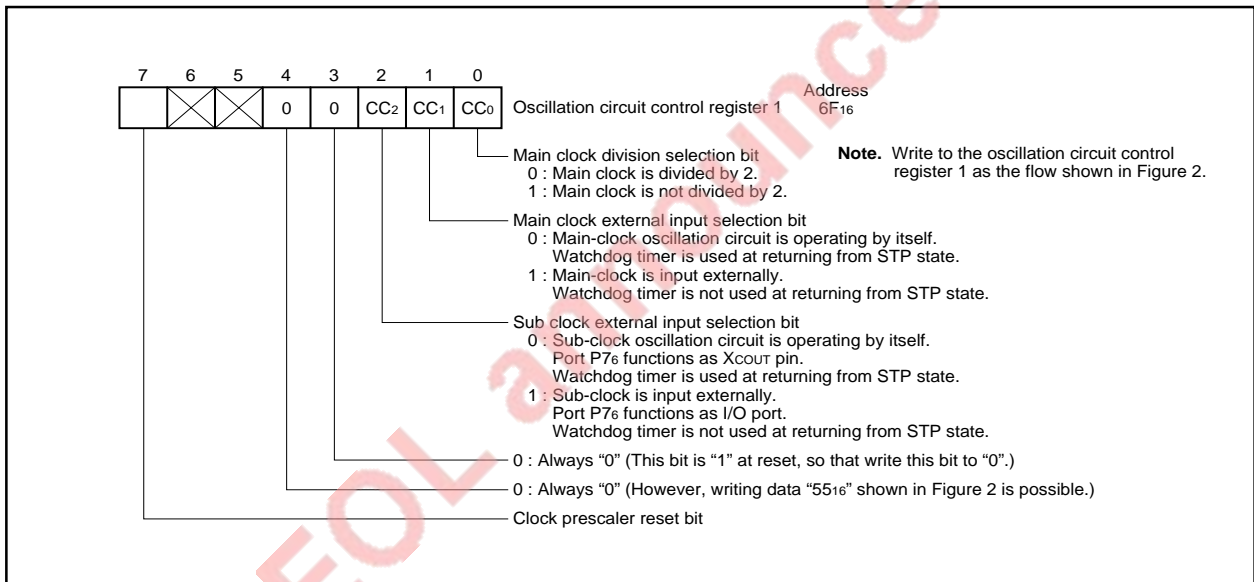 7 6 5 4 3 2 1 0
0 0 CC2 CC1 CC0 Oscillation circuit control register 1 Address
6F16
Main clock division selection bit
0 : Main clock is divided by 2.
1 : Main clock is not divided by 2.
Note. Write to the oscillation circuit control
register 1 as the flow shown in Figure 2.
Main clock external input selection bit
0 : Main-clock oscillation circuit is operating by itself.
Watchdog timer is used at returning from STP state.
1 : Main-clock is input externally.
Watchdog timer is not used at returning from STP state.
Sub clock external input selection bit
0 : Sub-clock oscillation circuit is operating by itself.
Port P76 functions as XCOUT pin.
Watchdog timer is used at returning from STP state.
1 : Sub-clock is input externally.
Port P76 functions as I/O port.
Watchdog timer is not used at returning from STP state.
0 : Always “0” (This bit is “1” at reset, so that write this bit to “0”.)
0 : Always “0” (However, writing data “5516” shown in Figure 2 is possible.)
Clock prescaler reset bit
EOL announce